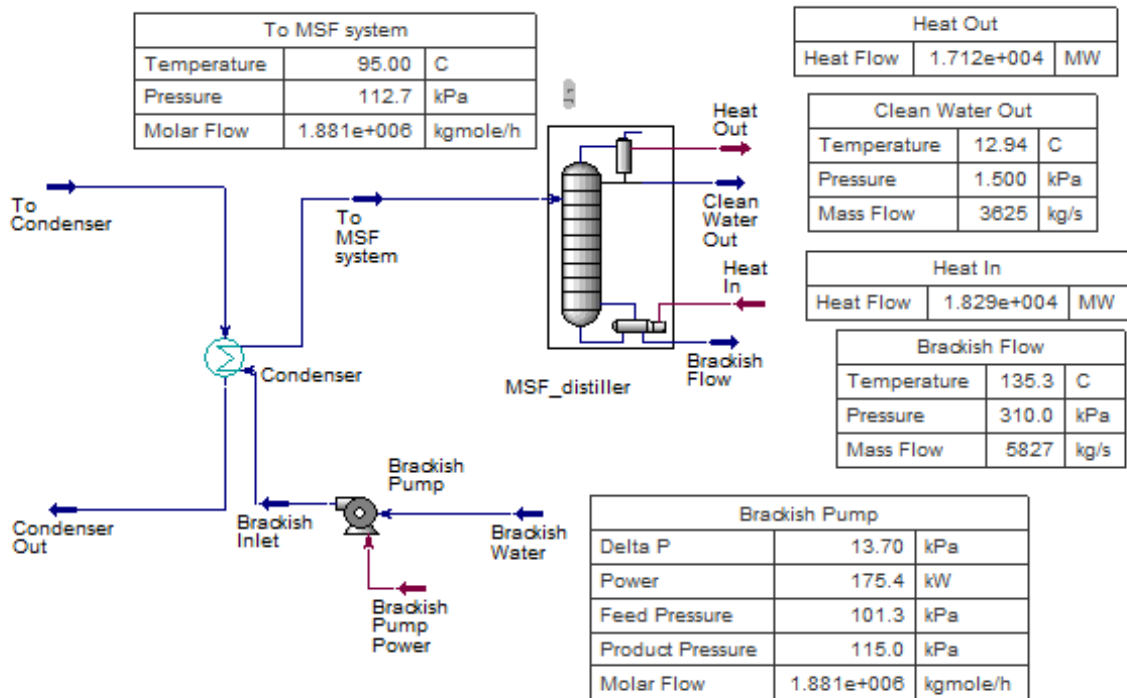 To MSF system
Temperature 95.00 C
Pressure 112.7 kPa
Molar Flow 1.881e+006 kgmole/h
Heat Out
Heat Flow 1.712e+004 MW
Clean Water Out
Temperature 12.94 C
Pressure 1.500 kPa
Mass Flow 3625 kg/s
Heat In
Heat Flow 1.829e+004 MW
Brackish Flow
Temperature 135.3 C
Pressure 310.0 kPa
Mass Flow 5827 kg/s
Heat
Out
Clean
Water
Out
Heat
In
Brackish
Flow
MSF_distiller
To
Condenser
To
MSF
system
Condenser
Condenser
Out
Brackish
Inlet
Brackish
Pump
Brackish
Water
Brackish
Pump
Power
Brackish Pump
Delta P 13.70 kPa
Power 175.4 kW
Feed Pressure 101.3 kPa
Product Pressure 115.0 kPa
Molar Flow 1.881e+006 kgmole/h